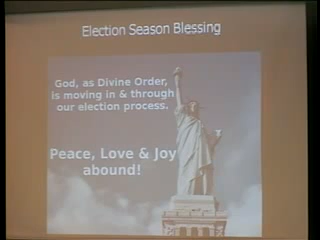 Election Season Blessing
God, as Divine Order,
is moving in & through
our election process.
Peace, Love & Joy
abound!